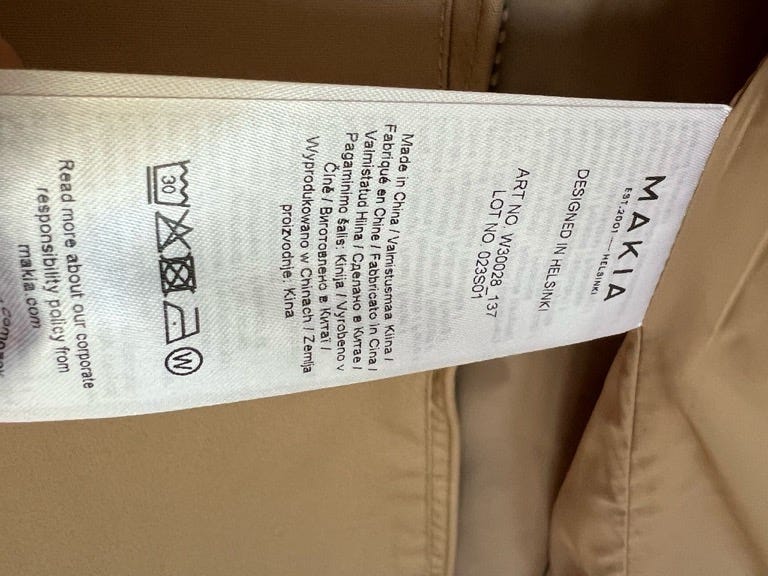 MAKIA
EST.2001 — HELSINKI
DESIGNED IN HELSINKI
ART NO. W30028_137
LOT NO. 023S01
Made in China / Valmistusmaa Kiina /
Fabriqué en Chine / Fabbricato in Cina /
Valmistatud Hiina / Сделано в Китае /
Pagaminimo šalis: Kinija / Vyrobeno v
Číně / Виготовлено в Китаї /
Wyprodukowano w Chinach / Zemlja
proizvodnje: Kina
30
W
Read more about our corporate
responsibility policy from
makia.com